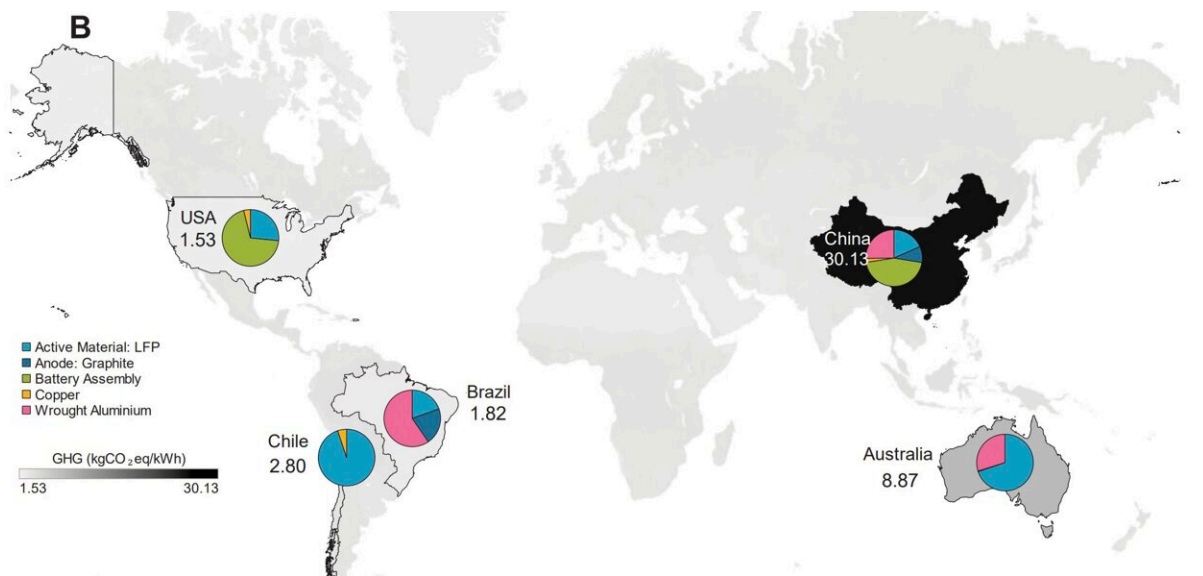 B
USA
1.53
China
30.13
Active Material: LFP
Anode: Graphite
Battery Assembly
Copper
Wrought Aluminium
Brazil
1.82
Chile
2.80
GHG (kgCO₂eq/kWh)
1.53 30.13
Australia
8.87